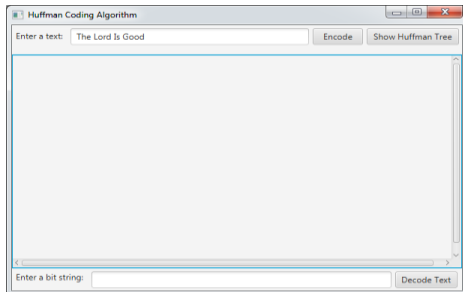 Huffman Coding Algorithm
Enter a text: The Lord Is Good Encode Show Huffman Tree
Enter a bit string: Decode Text